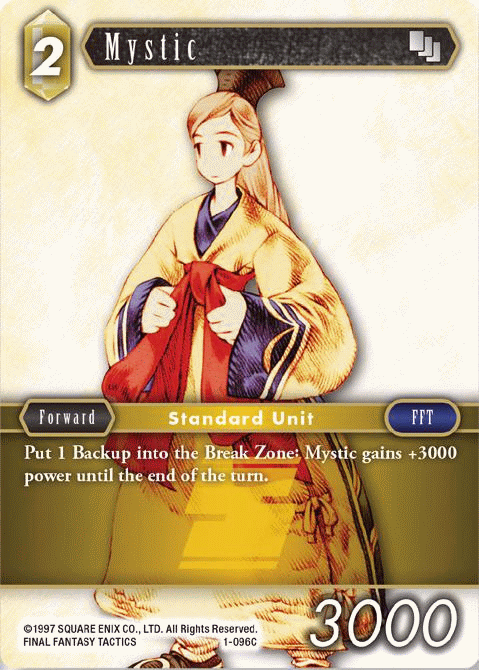 2
Mystic
Forward
Standard Unit
FFT
Put 1 Backup into the Break Zone: Mystic gains +3000
power until the end of the turn.
©1997 SQUARE ENIX CO., LTD. All Rights Reserved.
FINAL FANTASY TACTICS
1-096C
3000